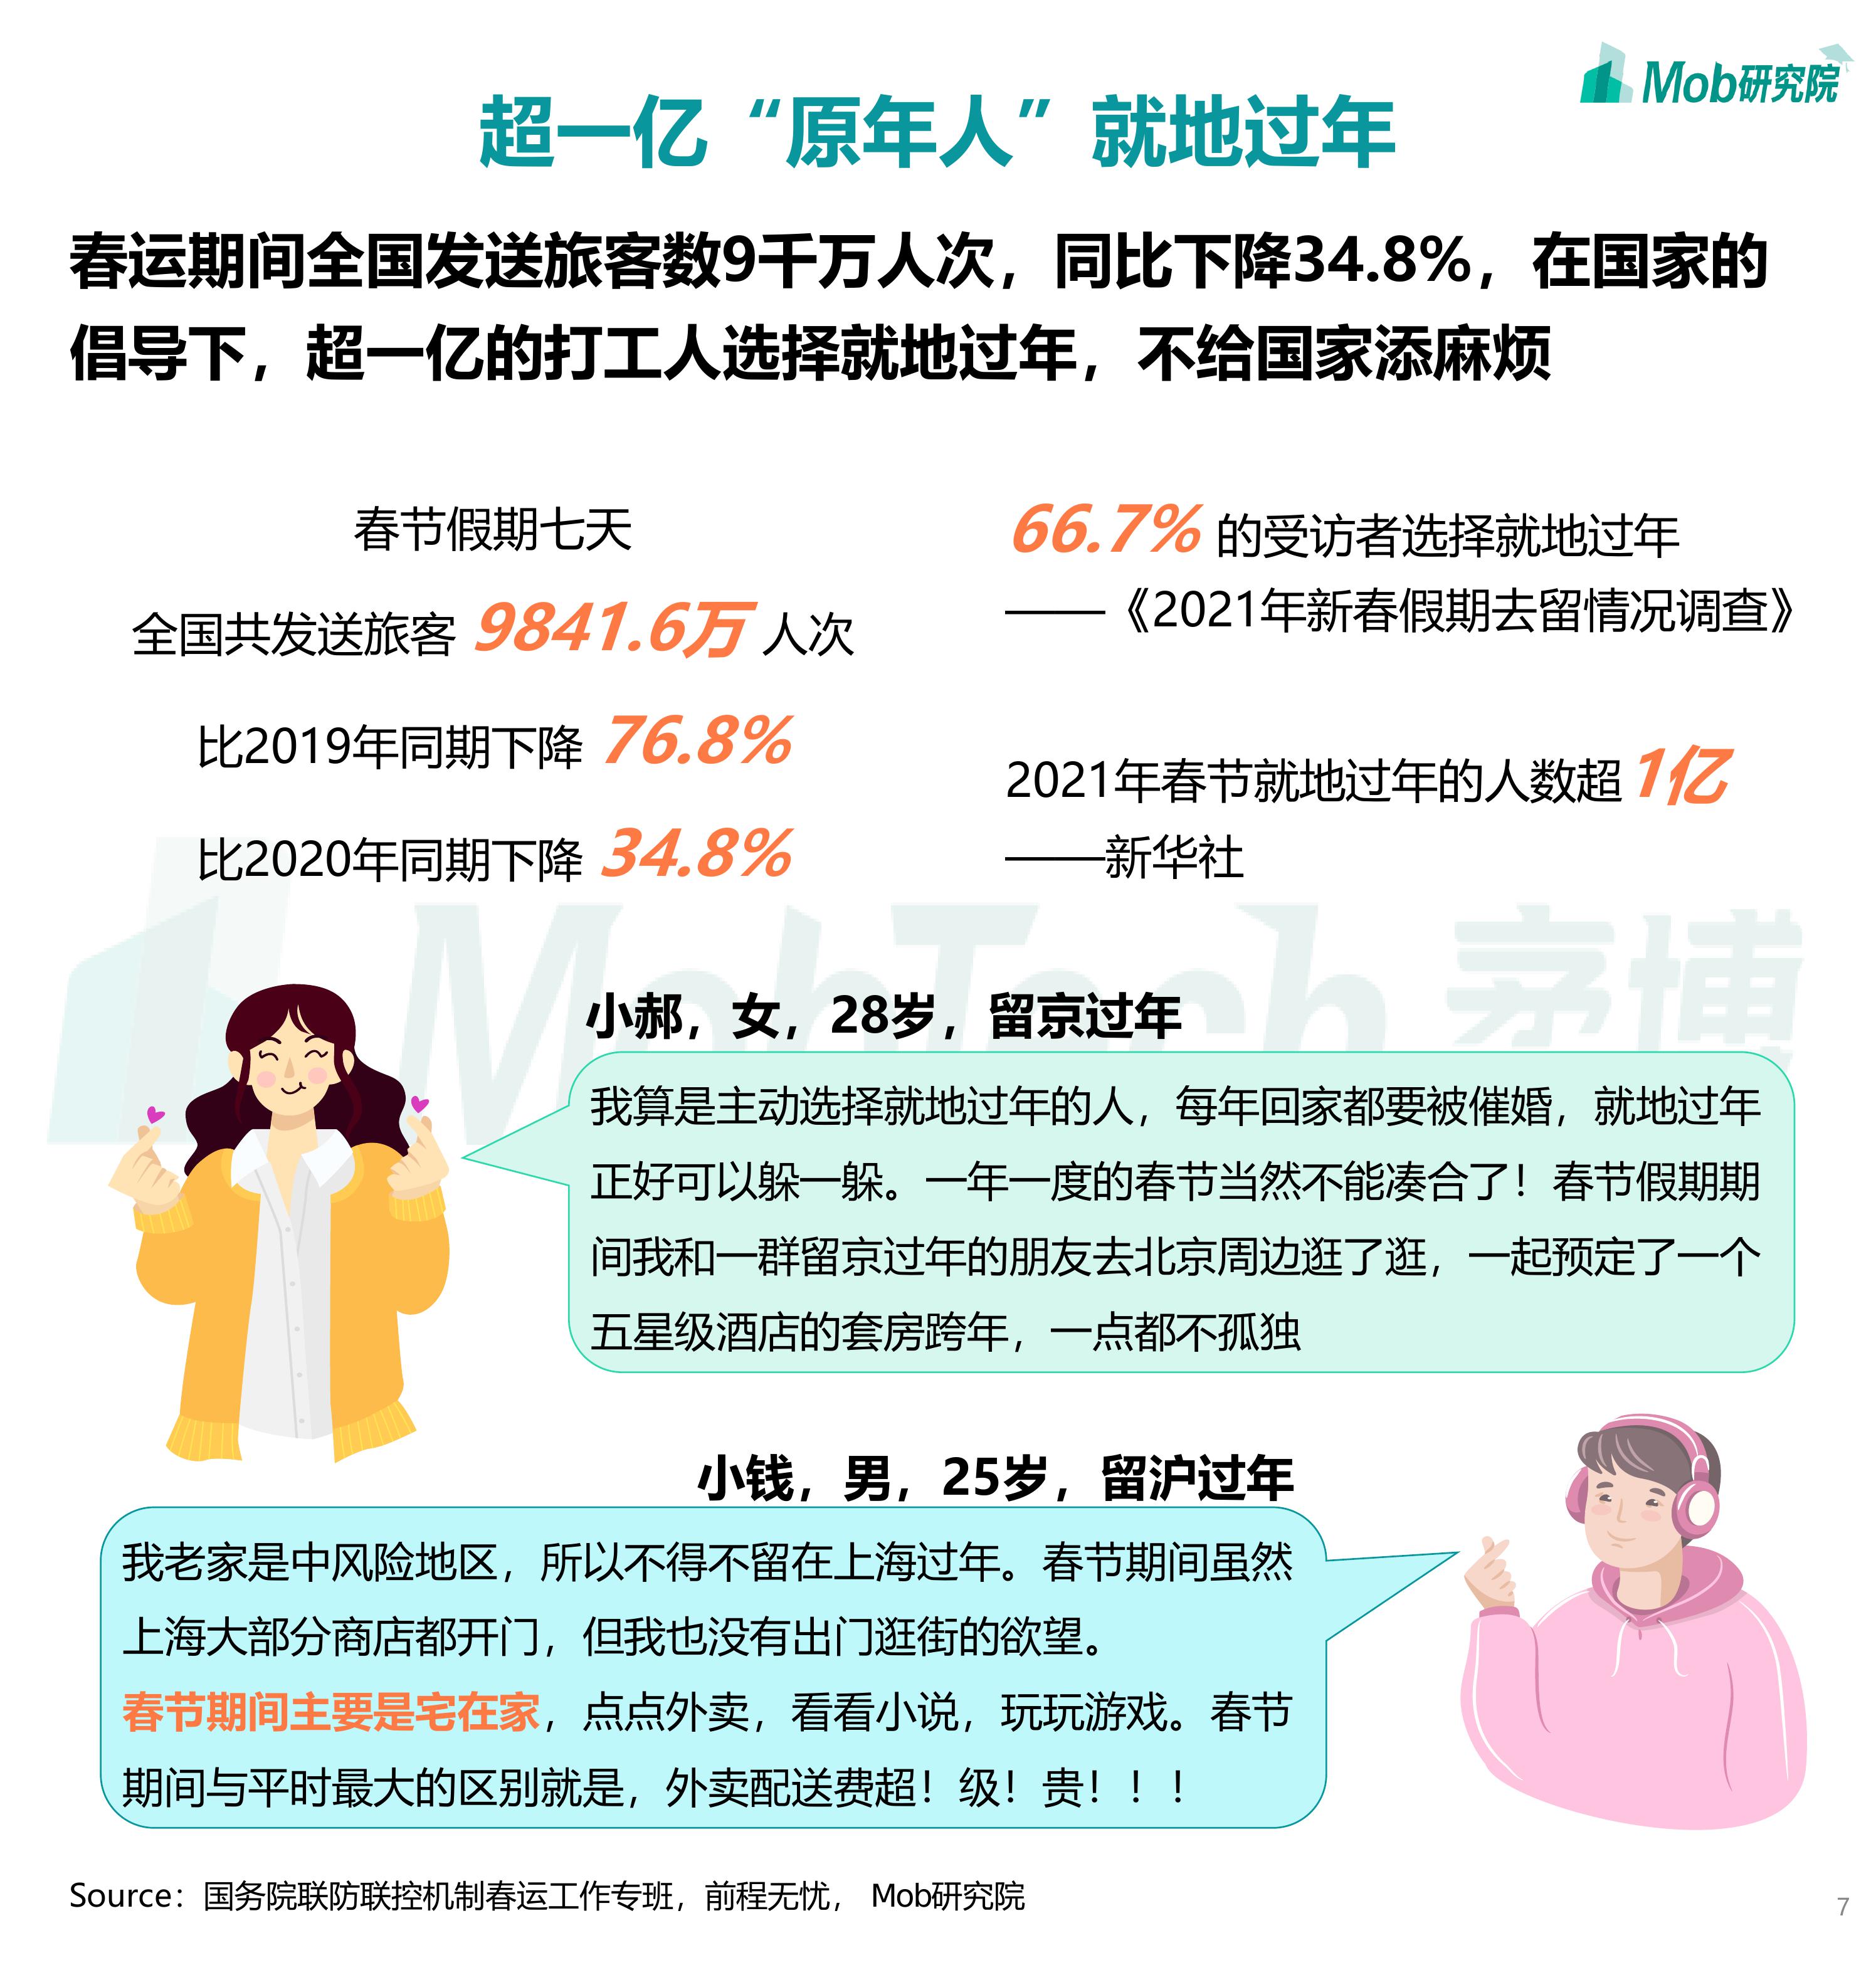 Mob研究院
超一亿“原年人”就地过年
春运期间全国发送旅客数9千万人次，同比下降34.8%，在国家的
倡导下，超一亿的打工人选择就地过年，不给国家添麻烦
春节假期七天
全国共发送旅客 9841.6万 人次
比2019年同期下降 76.8%
比2020年同期下降 34.8%
66.7% 的受访者选择就地过年
——《2021年新春假期去留情况调查》
2021年春节就地过年的人数超 1亿
——新华社
MobTech 袤博
小郝，女，28岁，留京过年
我算是主动选择就地过年的人，每年回家都要被催婚，就地过年
正好可以躲一躲。一年一度的春节当然不能凑合了！春节假期期
间我和一群留京过年的朋友去北京周边逛了逛，一起预定了一个
五星级酒店的套房跨年，一点都不孤独
小钱，男，25岁，留沪过年
我老家是中风险地区，所以不得不留在上海过年。春节期间虽然
上海大部分商店都开门，但我也没有出门逛街的欲望。
春节期间主要是宅在家，点点外卖，看看小说，玩玩游戏。春节
期间与平时最大的区别就是，外卖配送费超！级！贵！！！
Source：国务院联防联控机制春运工作专班，前程无忧， Mob研究院
7